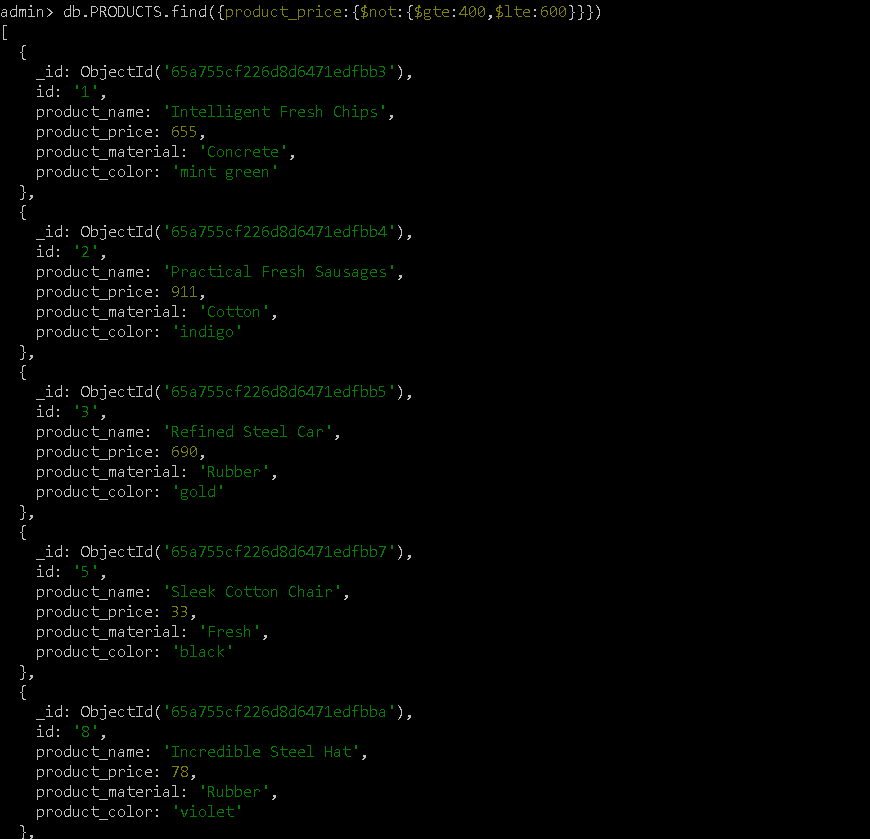 admin> db.PRODUCTS.find({product_price:{$not:{$gte:400,$lte:600}}})
[
  {
    _id: ObjectId('65a755cf226d8d6471edfbb3'),
    id: '1',
    product_name: 'Intelligent Fresh Chips',
    product_price: 655,
    product_material: 'Concrete',
    product_color: 'mint green'
  },
  {
    _id: ObjectId('65a755cf226d8d6471edfbb4'),
    id: '2',
    product_name: 'Practical Fresh Sausages',
    product_price: 911,
    product_material: 'Cotton',
    product_color: 'indigo'
  },
  {
    _id: ObjectId('65a755cf226d8d6471edfbb5'),
    id: '3',
    product_name: 'Refined Steel Car',
    product_price: 690,
    product_material: 'Rubber',
    product_color: 'gold'
  },
  {
    _id: ObjectId('65a755cf226d8d6471edfbb7'),
    id: '5',
    product_name: 'Sleek Cotton Chair',
    product_price: 33,
    product_material: 'Fresh',
    product_color: 'black'
  },
  {
    _id: ObjectId('65a755cf226d8d6471edfbba'),
    id: '8',
    product_name: 'Incredible Steel Hat',
    product_price: 78,
    product_material: 'Rubber',
    product_color: 'violet'
  },